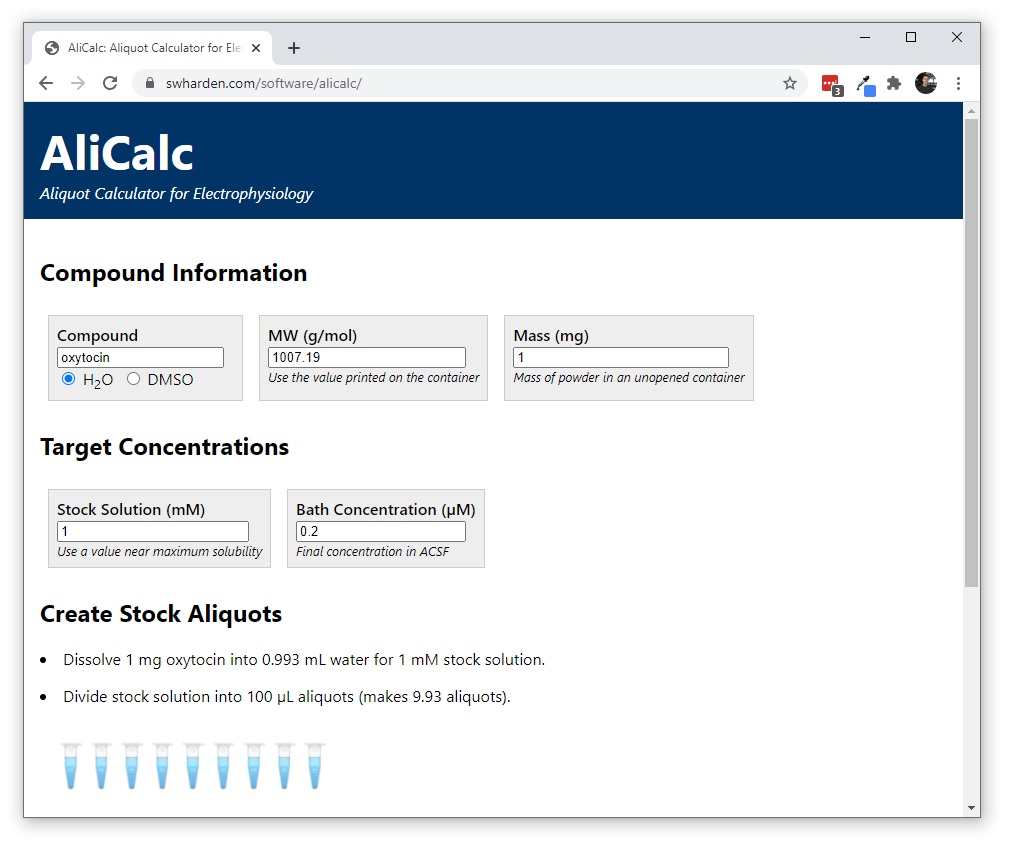 AliCalc: Aliquot Calculator for Ele
swharden.com/software/alicalc/
3
AliCalc
Aliquot Calculator for Electrophysiology
Compound Information
Compound
oxytocin
H₂O DMSO
MW (g/mol)
1007.19
Use the value printed on the container
Mass (mg)
1
Mass of powder in an unopened container
Target Concentrations
Stock Solution (mM)
1
Use a value near maximum solubility
Bath Concentration (µM)
0.2
Final concentration in ACSF
Create Stock Aliquots
• Dissolve 1 mg oxytocin into 0.993 mL water for 1 mM stock solution.
• Divide stock solution into 100 µL aliquots (makes 9.93 aliquots).